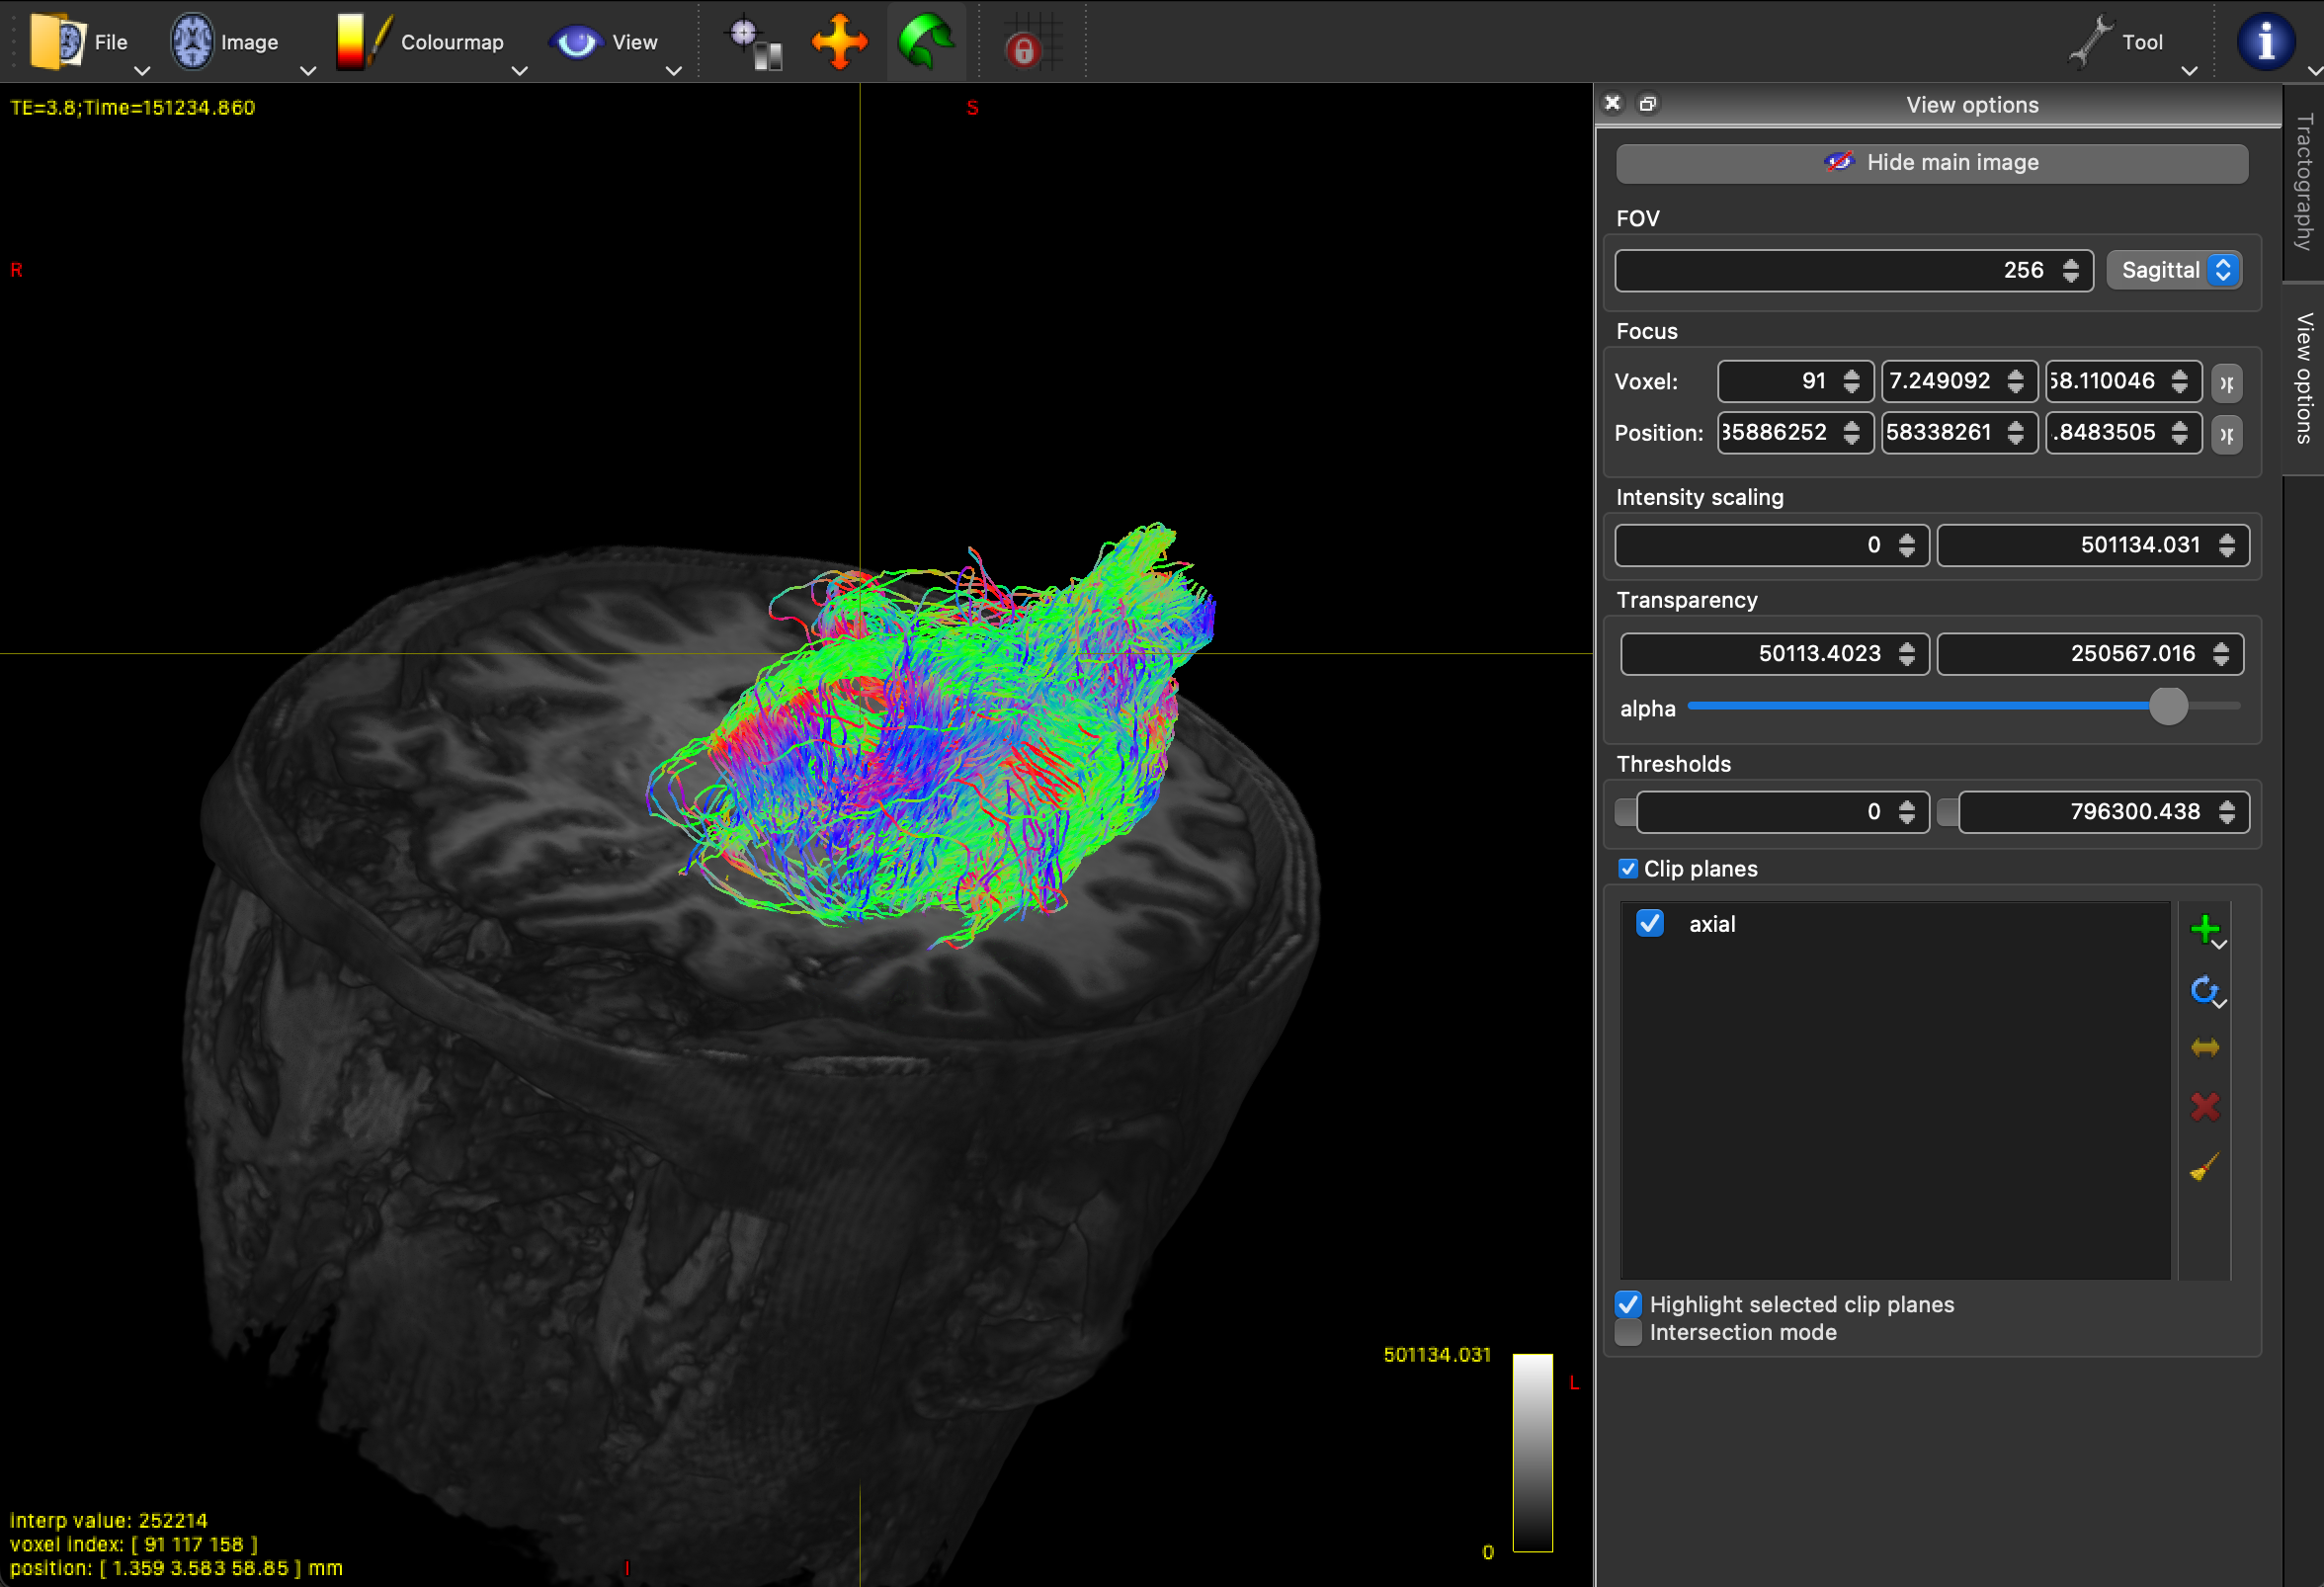 File
Image
Colourmap
View
Tool
TE=3.8;Time=151234.860
S
R
L
I
501134.031
0
interp value: 252214
voxel index: [ 91 117 158 ]
position: [ 1.359 3.583 58.85 ] mm
View options
Hide main image
FOV
256
Sagittal
Focus
Voxel: 91 7.249092 58.110046
Position: 35886252 58338261 .8483505
Intensity scaling
0 501134.031
Transparency
50113.4023 250567.016
alpha
Thresholds
0 796300.438
Clip planes
axial
Highlight selected clip planes
Intersection mode
Tractography
View options